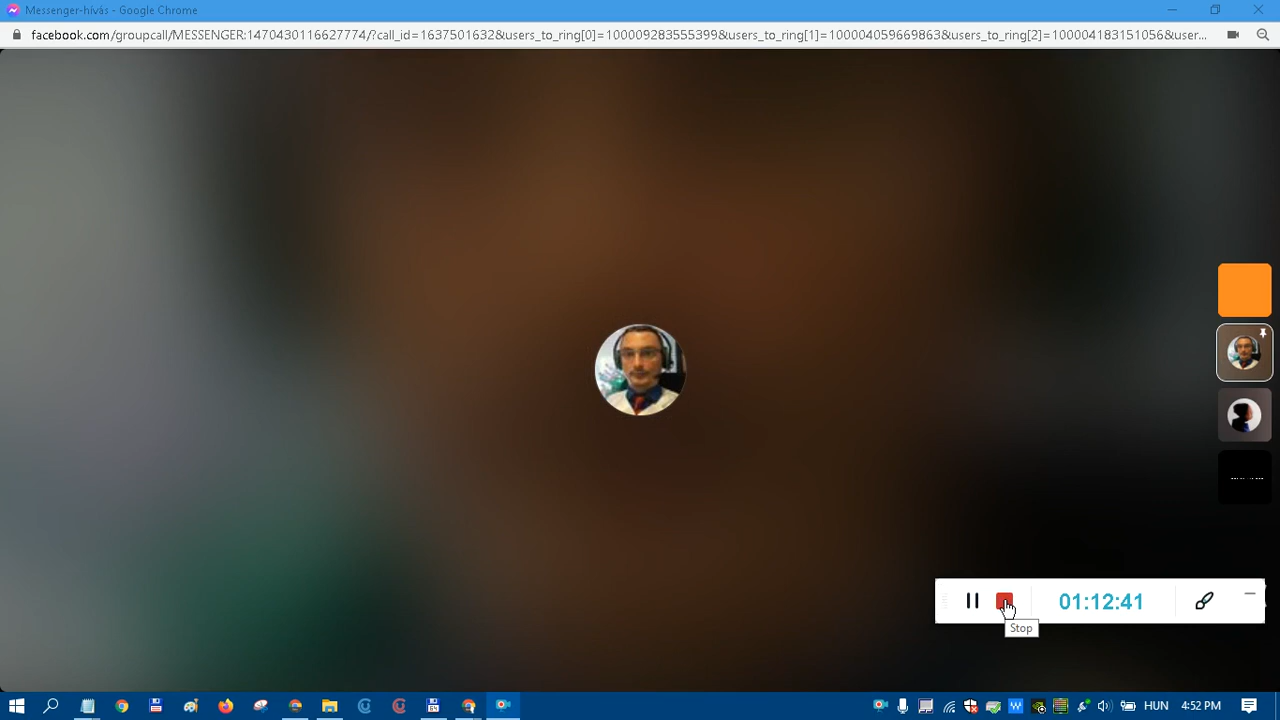 Messenger-hívás - Google Chrome
facebook.com/groupcall/MESSENGER:1470430116627774/?call_id=1637501632&users_to_ring[0]=100009283555399&users_to_ring[1]=100004059669863&users_to_ring[2]=100004183151056&user...
01:12:41
Stop
HUN
4:52 PM